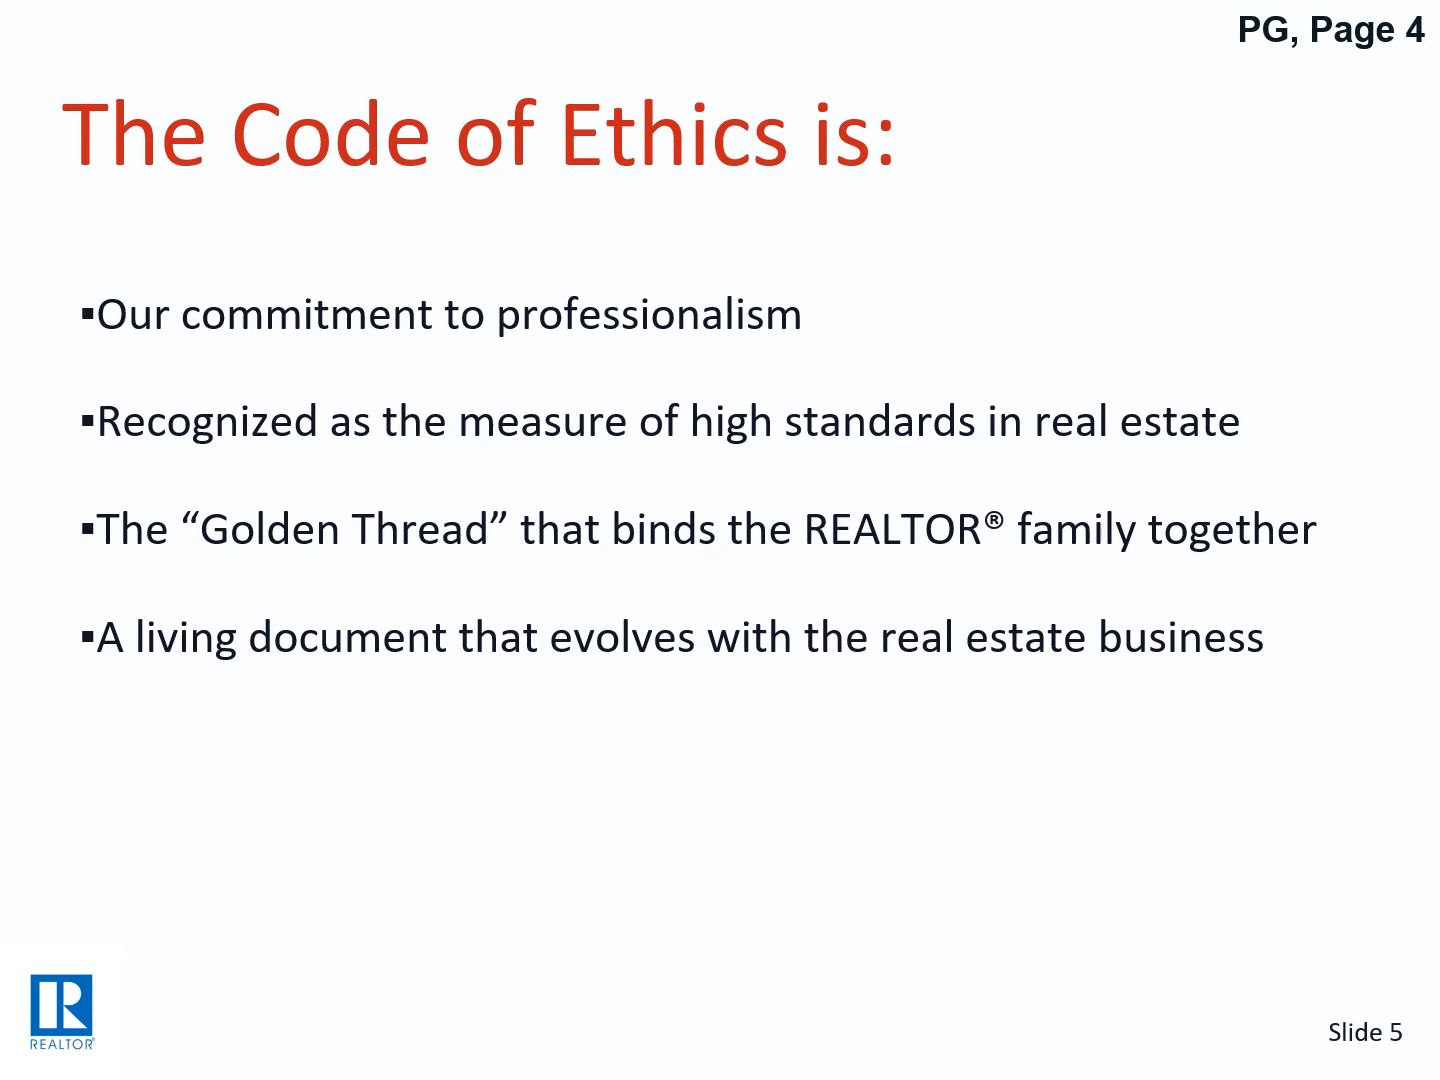 PG, Page 4
The Code of Ethics is:
▪Our commitment to professionalism
▪Recognized as the measure of high standards in real estate
▪The “Golden Thread” that binds the REALTOR® family together
▪A living document that evolves with the real estate business
R
REALTOR®
Slide 5